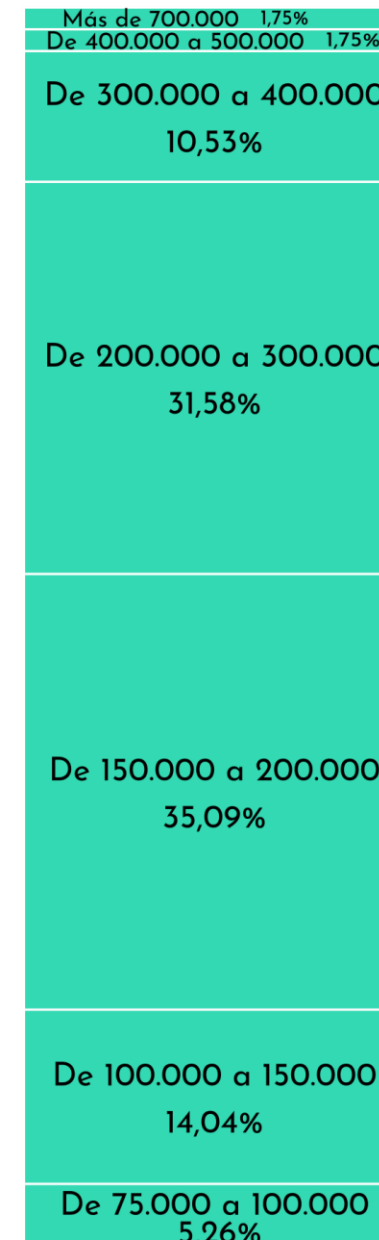 Más de 700.000 1,75%
De 400.000 a 500.000 1,75%
De 300.000 a 400.000
10,53%
De 200.000 a 300.000
31,58%
De 150.000 a 200.000
35,09%
De 100.000 a 150.000
14,04%
De 75.000 a 100.000
5,26%